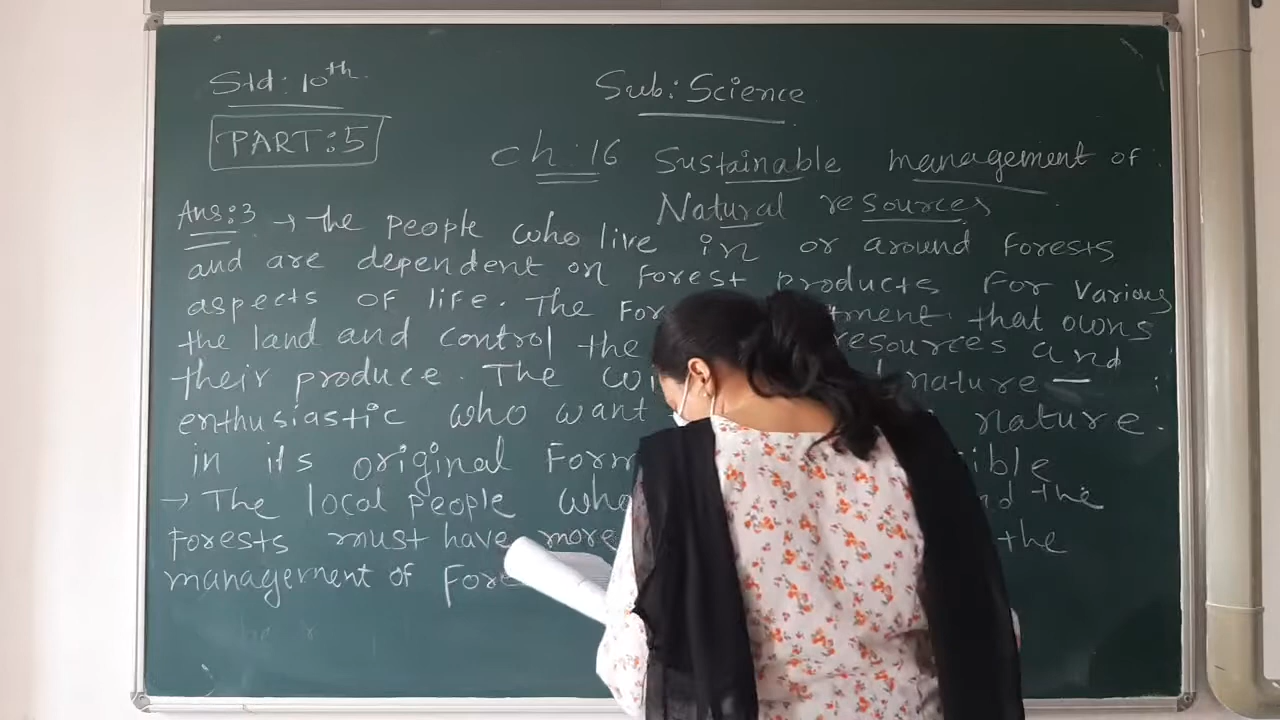 Std: 10th.
Sub: Science
PART: 5
Ch: 16 Sustainable management of
Natural resources
Ans:3 → The people who live in or around forests
and are dependent on forest products for various
aspects of life. The that owns
the land and control the resources and
their produce. The nature —
enthusiastic who want nature.
in its original Form
→ The local people who the
Forests must have more the
management of